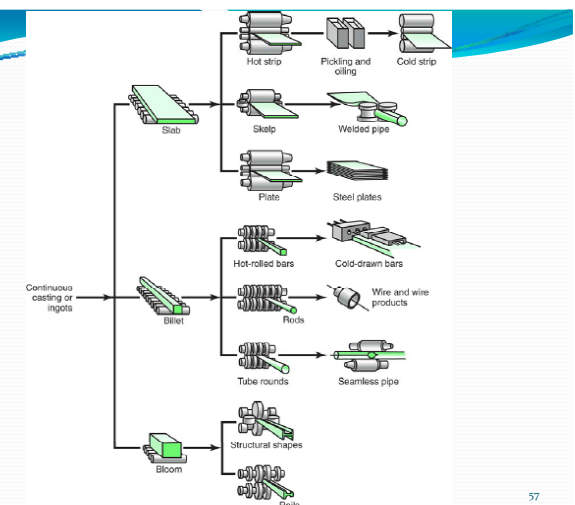 Hot strip
Pickling and
oiling
Cold strip
Slab
Skelp
Welded pipe
Plate
Steel plates
Hot-rolled bars
Cold-drawn bars
Continuous
casting or
ingots
Billet
Rods
Wire and wire
products
Tube rounds
Seamless pipe
Structural shapes
Bloom
Rails
57